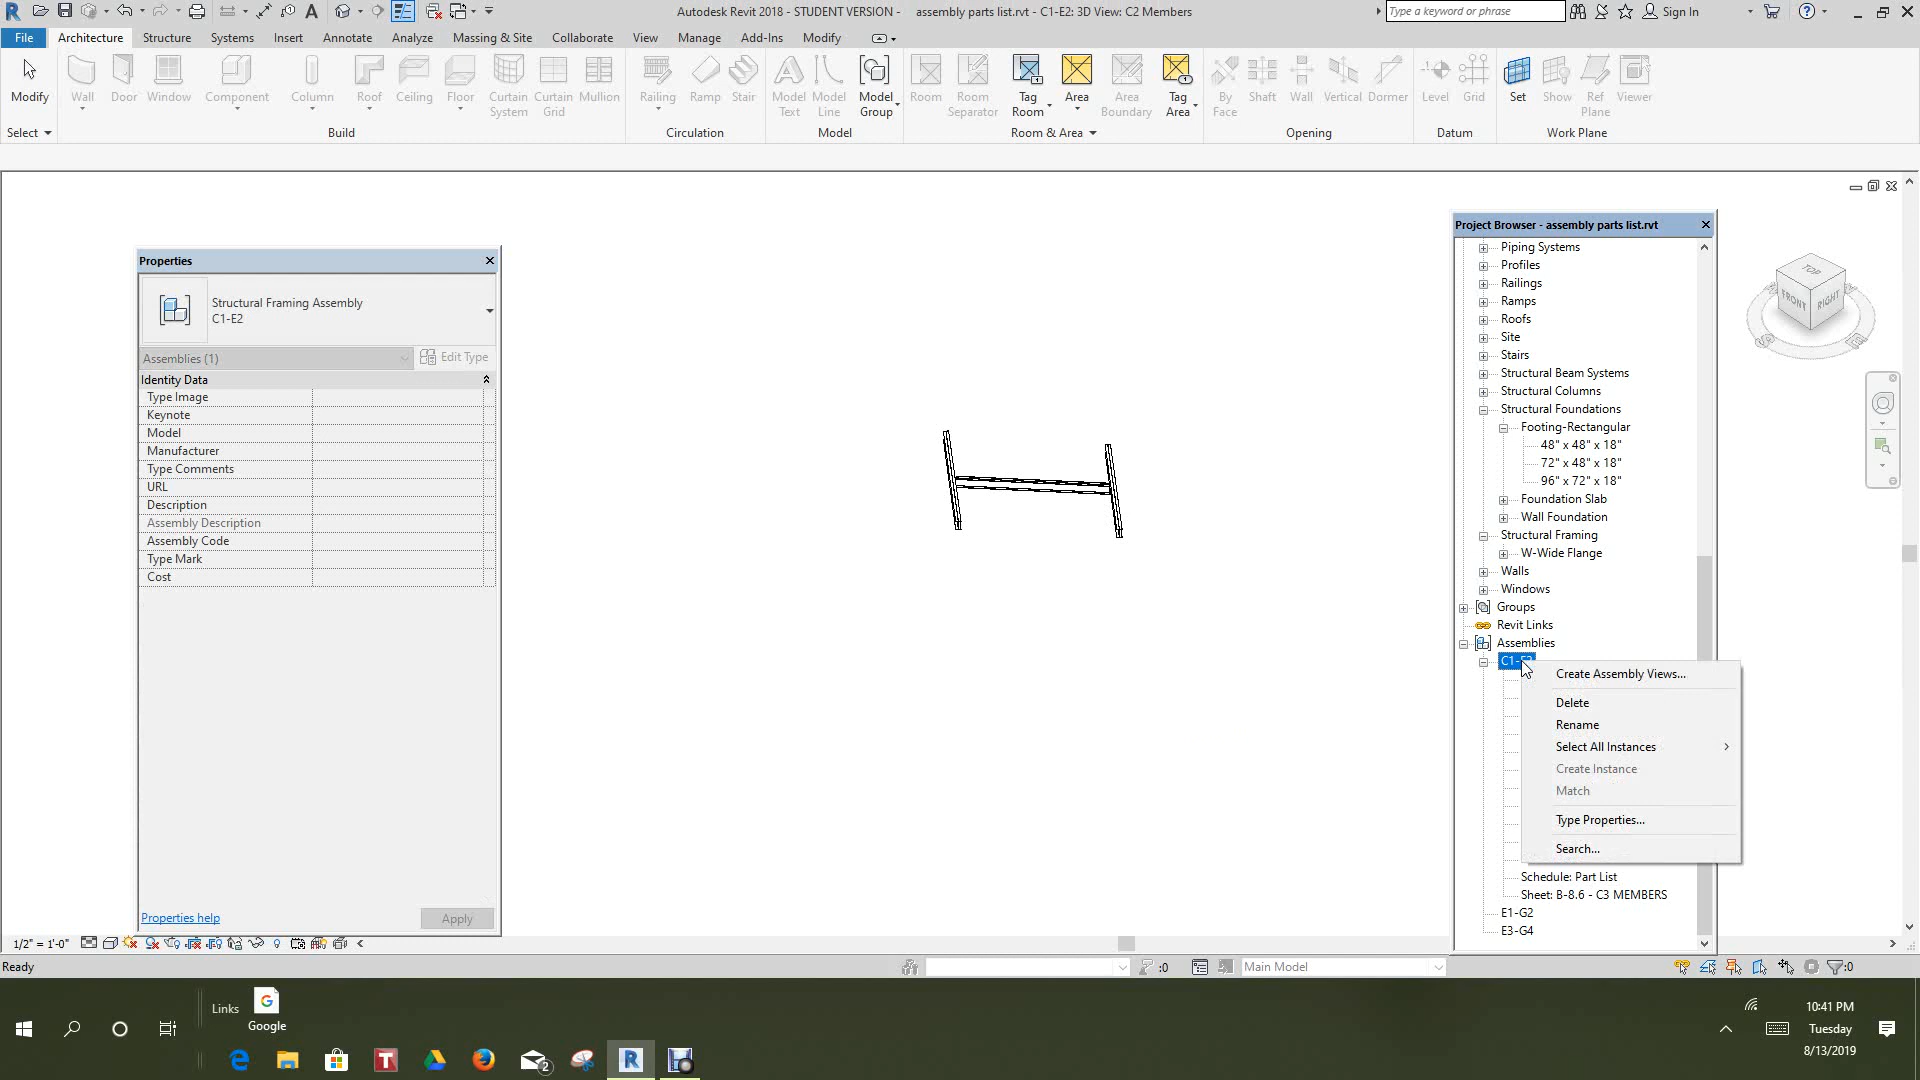 Autodesk Revit 2018 - STUDENT VERSION - assembly parts list.rvt - C1-E2: 3D View: C2 Members
Type a keyword or phrase
Sign In
File Architecture Structure Systems Insert Annotate Analyze Massing & Site Collaborate View Manage Add-Ins Modify
Modify Wall Door Window Component Column Roof Ceiling Floor Curtain System Curtain Grid Mullion Railing Ramp Stair Model Text Model Line Model Group Room Room Separator Tag Room Area Area Boundary Tag Area By Face Shaft Wall Vertical Dormer Level Grid Set Show Ref Plane Viewer
Select Build Circulation Model Room & Area Opening Datum Work Plane
Properties
Structural Framing Assembly
C1-E2
Assemblies (1) Edit Type
Identity Data
Type Image
Keynote
Model
Manufacturer
Type Comments
URL
Description
Assembly Description
Assembly Code
Type Mark
Cost
Properties help Apply
Project Browser - assembly parts list.rvt
Piping Systems
Profiles
Railings
Ramps
Roofs
Site
Stairs
Structural Beam Systems
Structural Columns
Structural Foundations
Footing-Rectangular
48" x 48" x 18"
72" x 48" x 18"
96" x 72" x 18"
Foundation Slab
Wall Foundation
Structural Framing
W-Wide Flange
Walls
Windows
Groups
Revit Links
Assemblies
C1-E2
Create Assembly Views...
Delete
Rename
Select All Instances
Create Instance
Match
Type Properties...
Search...
Schedule: Part List
Sheet: B-8.6 - C3 MEMBERS
E1-G2
E3-G4
TOP
FRONT
RIGHT
1/2" = 1'-0"
Ready :0 Main Model :0
Links
Google
2
10:41 PM
Tuesday
8/13/2019